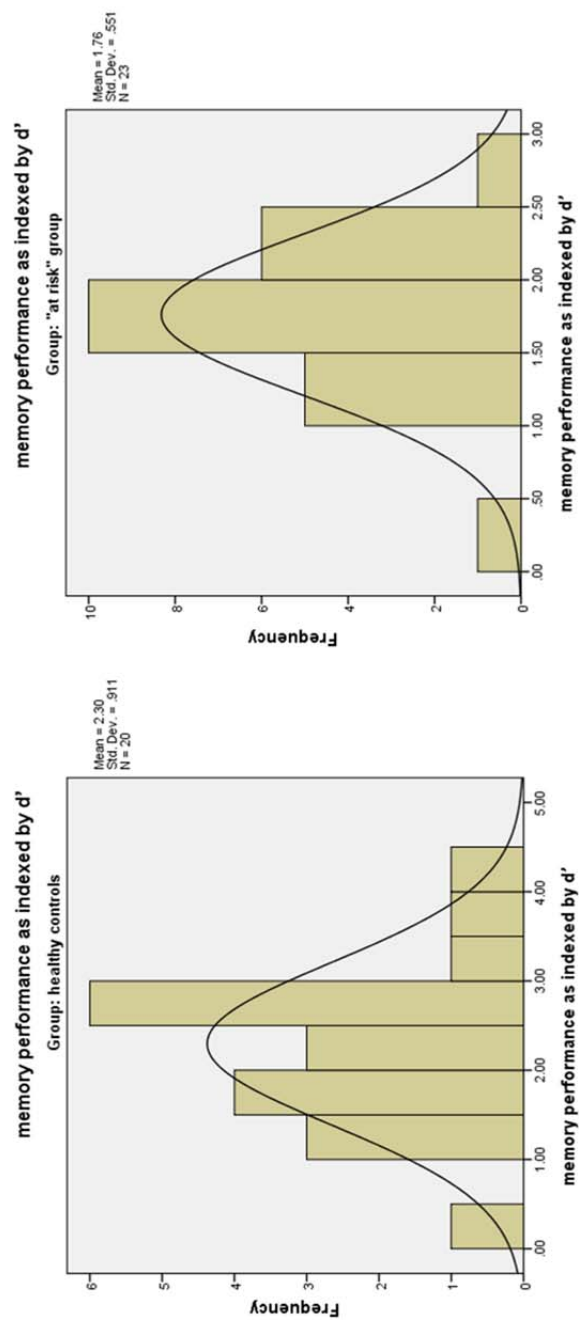 memory performance as indexed by d'
Group: healthy controls
Mean = 2.30
Std. Dev. = .911
N = 20
Frequency
6
5
4
3
2
1
0
.00
1.00
2.00
3.00
4.00
5.00
memory performance as indexed by d'
memory performance as indexed by d'
Group: "at risk" group
Mean = 1.76
Std. Dev. = .551
N = 23
Frequency
10
8
6
4
2
0
.00
.50
1.00
1.50
2.00
2.50
3.00
memory performance as indexed by d'